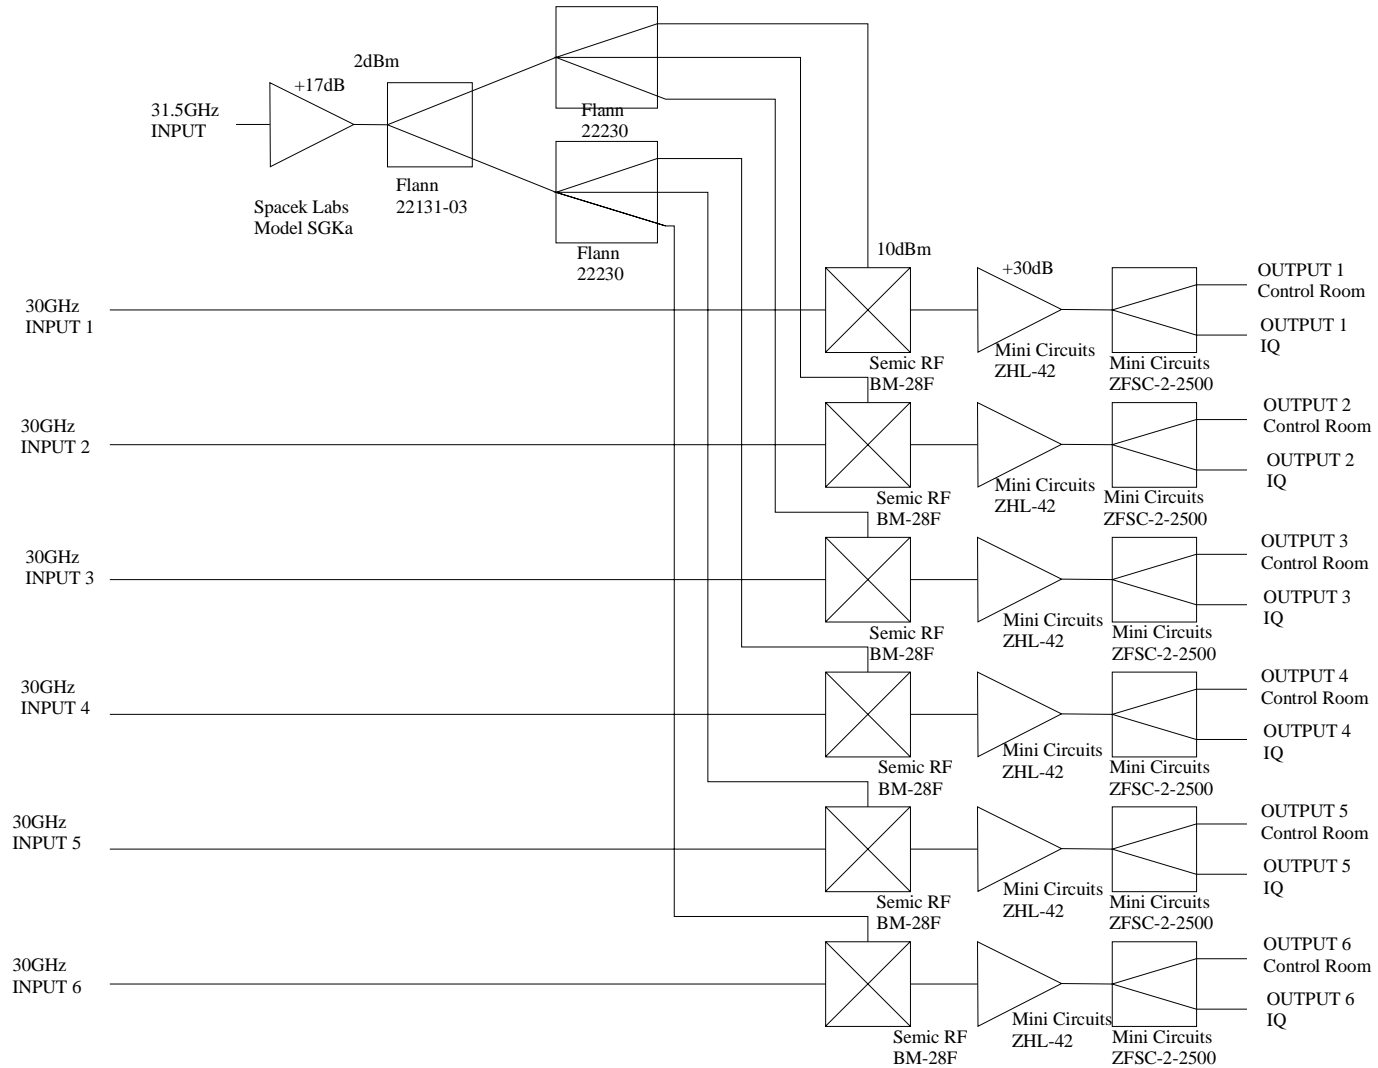 2dBm
+17dB
31.5GHz
INPUT
Flann
22230
Flann
22131-03
Spacek Labs
Model SGKa
Flann
22230
10dBm
+30dB
OUTPUT 1
Control Room
30GHz
INPUT 1
OUTPUT 1
IQ
Semic RF
BM-28F
Mini Circuits
ZHL-42
Mini Circuits
ZFSC-2-2500
OUTPUT 2
Control Room
30GHz
INPUT 2
OUTPUT 2
IQ
Semic RF
BM-28F
Mini Circuits
ZHL-42
Mini Circuits
ZFSC-2-2500
OUTPUT 3
Control Room
30GHz
INPUT 3
OUTPUT 3
IQ
Semic RF
BM-28F
Mini Circuits
ZHL-42
Mini Circuits
ZFSC-2-2500
OUTPUT 4
Control Room
30GHz
INPUT 4
OUTPUT 4
IQ
Semic RF
BM-28F
Mini Circuits
ZHL-42
Mini Circuits
ZFSC-2-2500
OUTPUT 5
Control Room
30GHz
INPUT 5
OUTPUT 5
IQ
Semic RF
BM-28F
Mini Circuits
ZHL-42
Mini Circuits
ZFSC-2-2500
OUTPUT 6
Control Room
30GHz
INPUT 6
OUTPUT 6
IQ
Semic RF
BM-28F
Mini Circuits
ZHL-42
Mini Circuits
ZFSC-2-2500